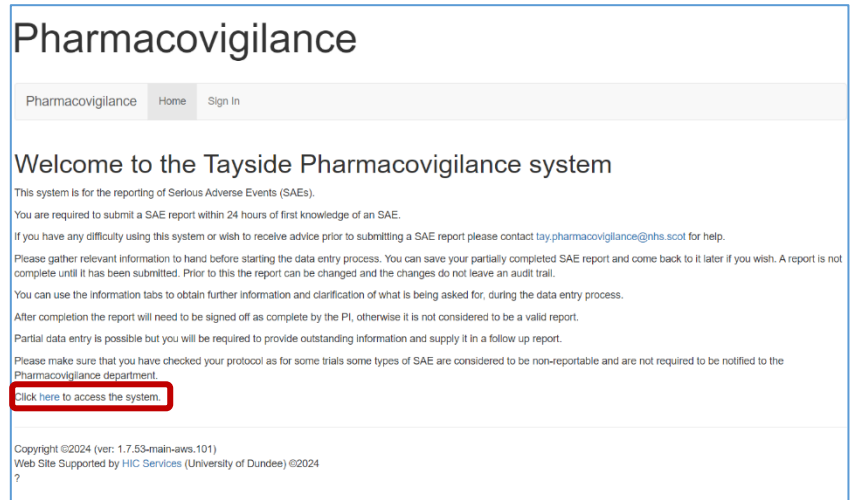 Pharmacovigilance
Pharmacovigilance Home Sign In
Welcome to the Tayside Pharmacovigilance system
This system is for the reporting of Serious Adverse Events (SAEs).
You are required to submit a SAE report within 24 hours of first knowledge of an SAE.
If you have any difficulty using this system or wish to receive advice prior to submitting a SAE report please contact tay.pharmacovigilance@nhs.scot for help.
Please gather relevant information to hand before starting the data entry process. You can save your partially completed SAE report and come back to it later if you wish. A report is not
complete until it has been submitted. Prior to this the report can be changed and the changes do not leave an audit trail.
You can use the information tabs to obtain further information and clarification of what is being asked for, during the data entry process.
After completion the report will need to be signed off as complete by the PI, otherwise it is not considered to be a valid report.
Partial data entry is possible but you will be required to provide outstanding information and supply it in a follow up report.
Please make sure that you have checked your protocol as for some trials some types of SAE are considered to be non-reportable and are not required to be notified to the
Pharmacovigilance department.
Click here to access the system.
Copyright ©2024 (ver: 1.7.53-main-aws.101)
Web Site Supported by HIC Services (University of Dundee) ©2024
?